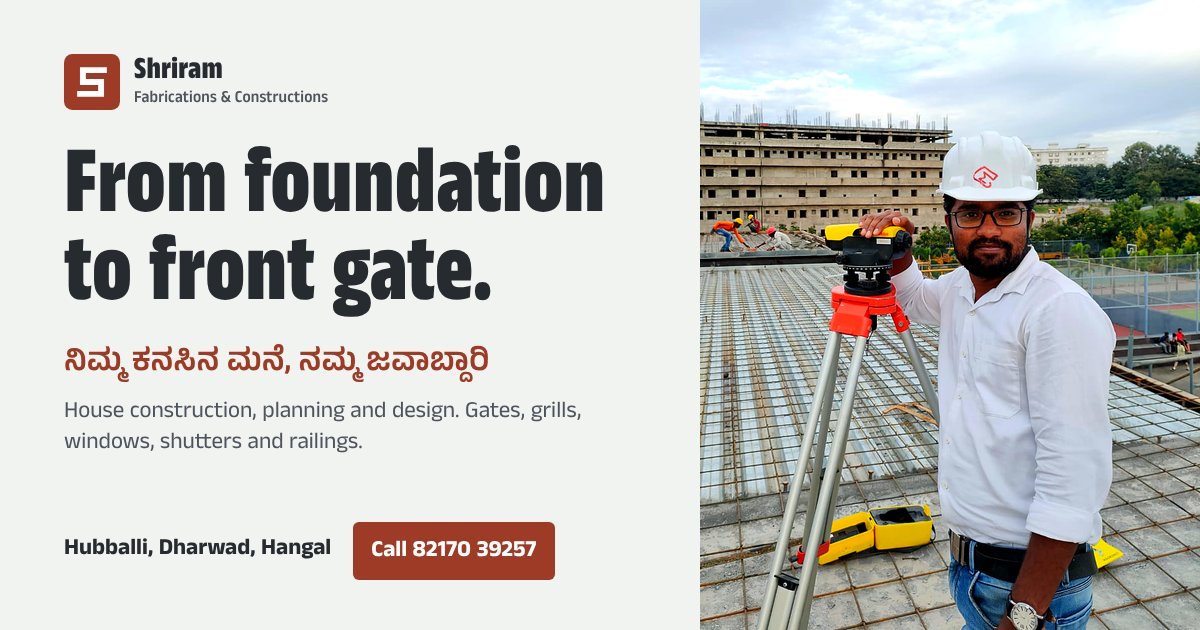 Shriram
Fabrications & Constructions
From foundation
to front gate.
ನಿಮ್ಮ ಕನಸಿನ ಮನೆ, ನಮ್ಮ ಜವಾಬ್ದಾರಿ
House construction, planning and design. Gates, grills,
windows, shutters and railings.
Hubballi, Dharwad, Hangal
Call 82170 39257